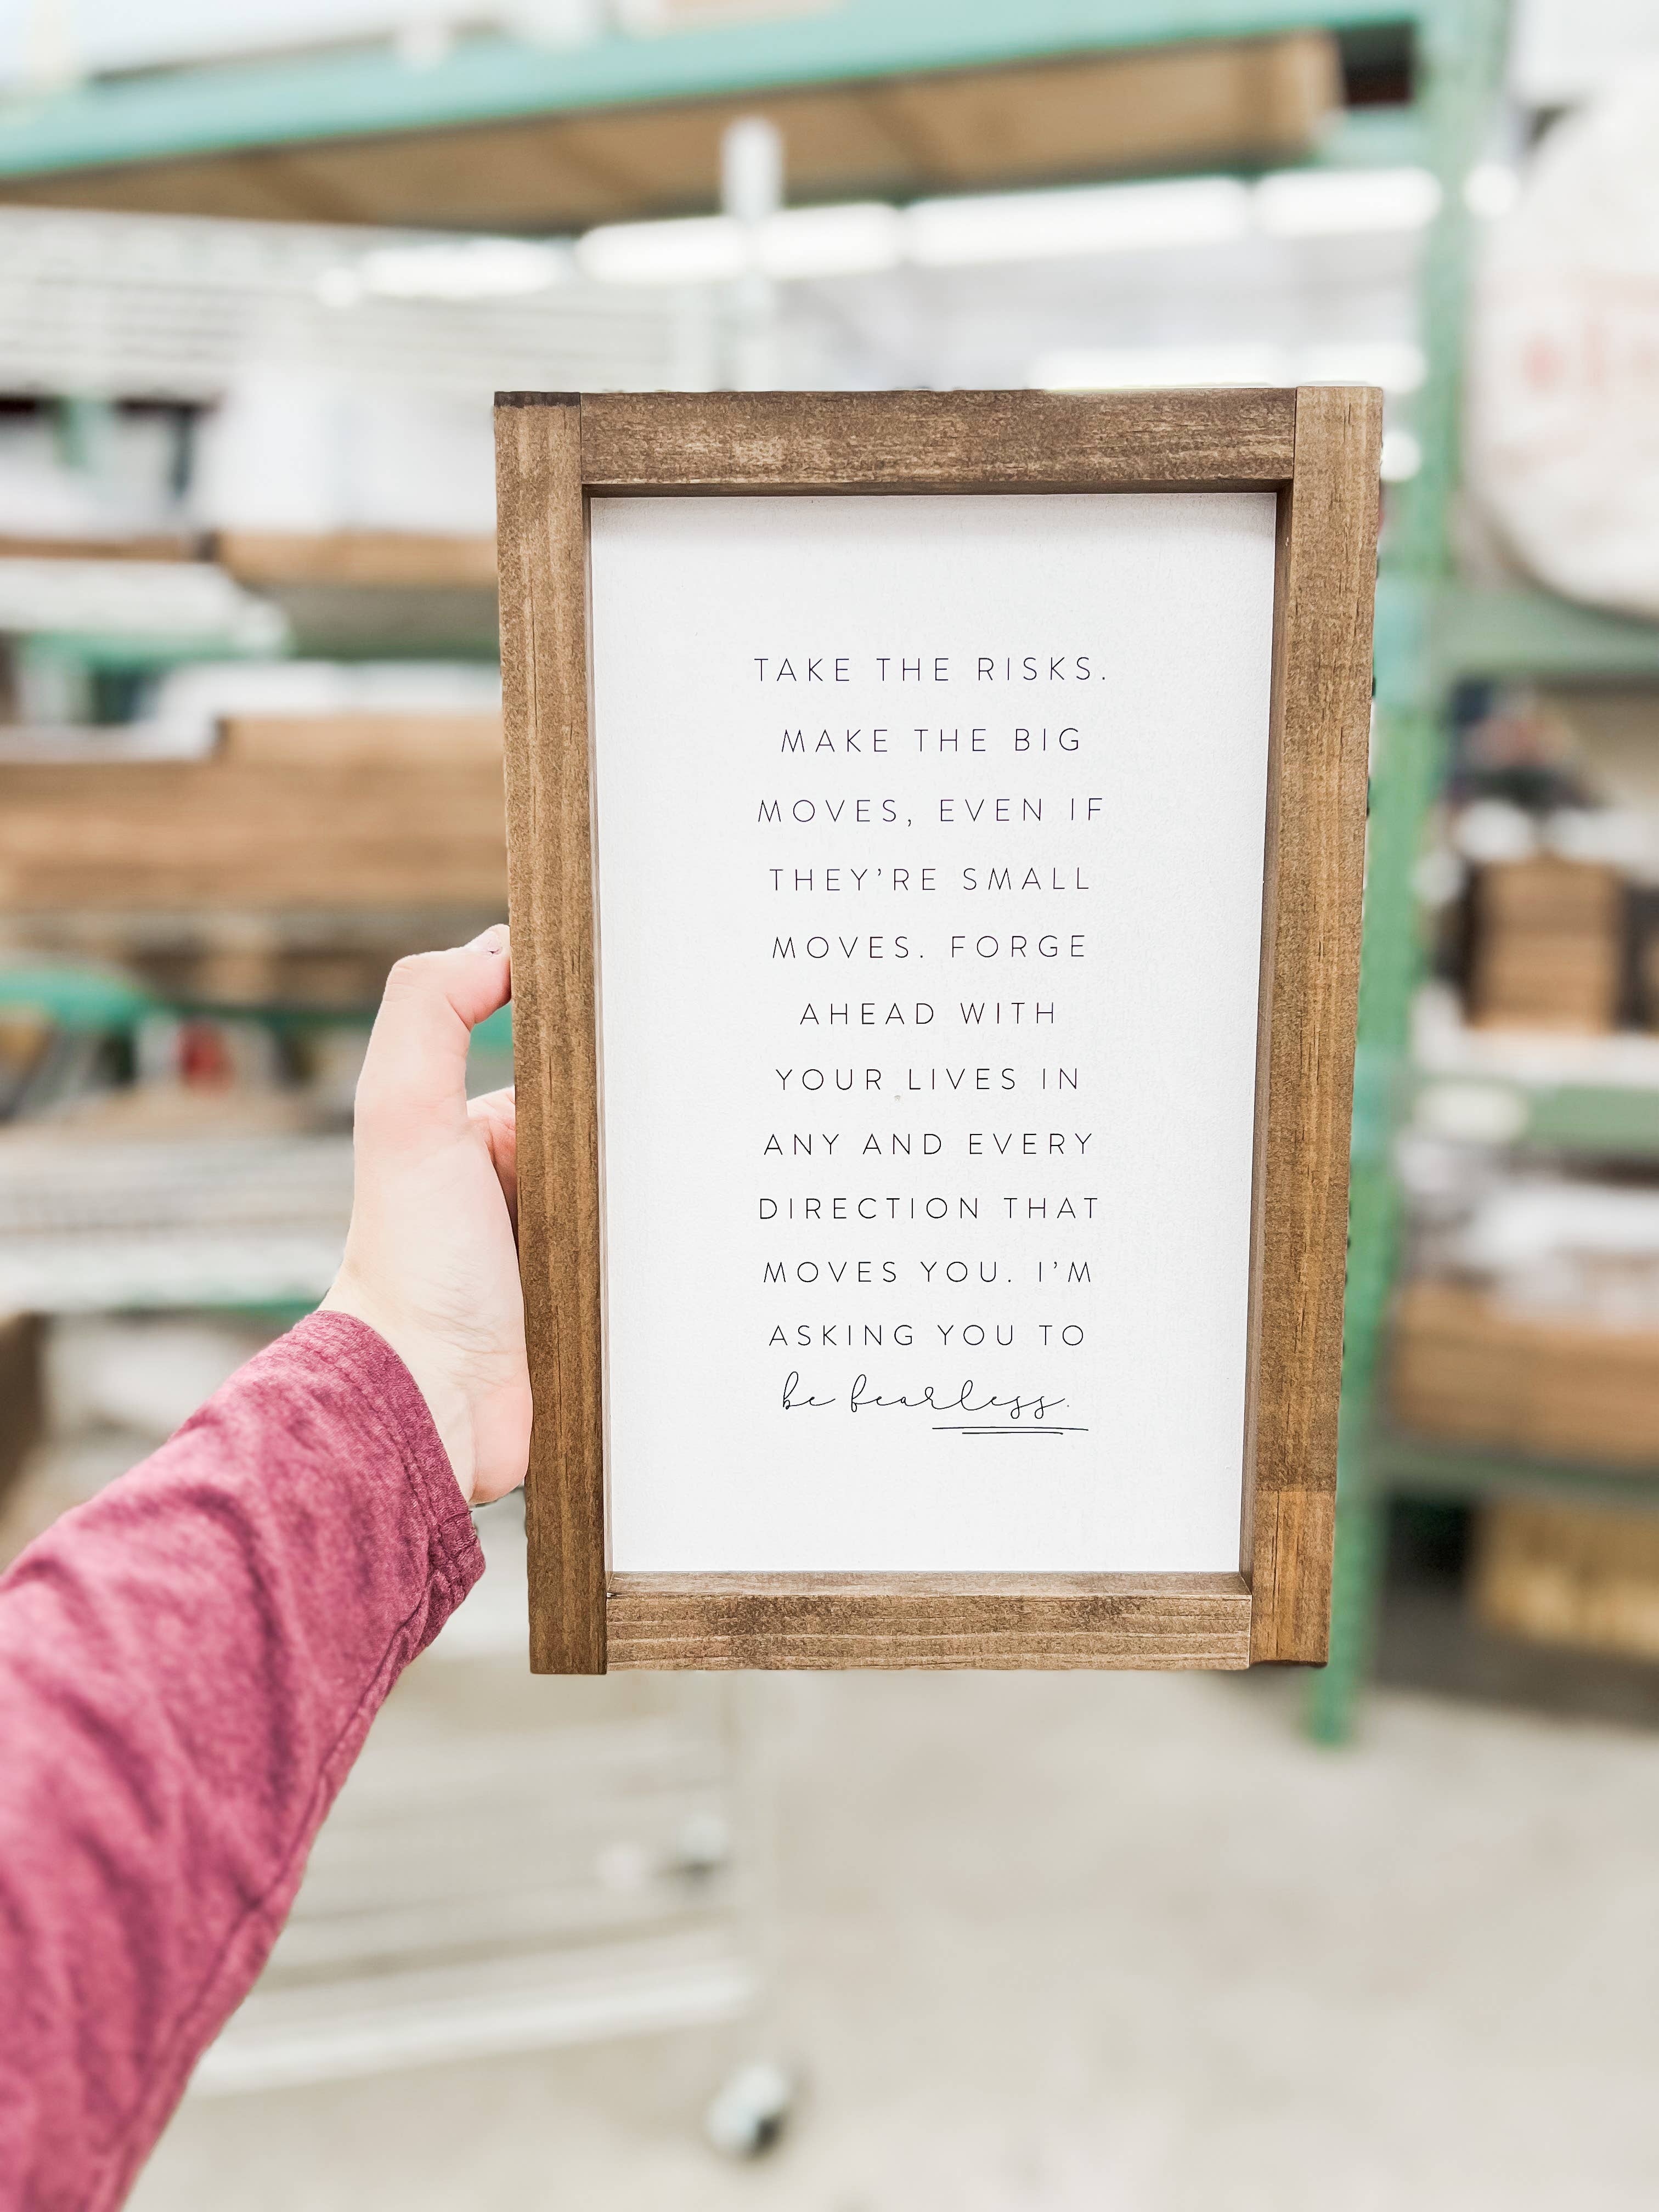 TAKE THE RISKS.
MAKE THE BIG
MOVES, EVEN IF
THEY'RE SMALL
MOVES. FORGE
AHEAD WITH
YOUR LIVES IN
ANY AND EVERY
DIRECTION THAT
MOVES YOU. I'M
ASKING YOU TO
be fearless.